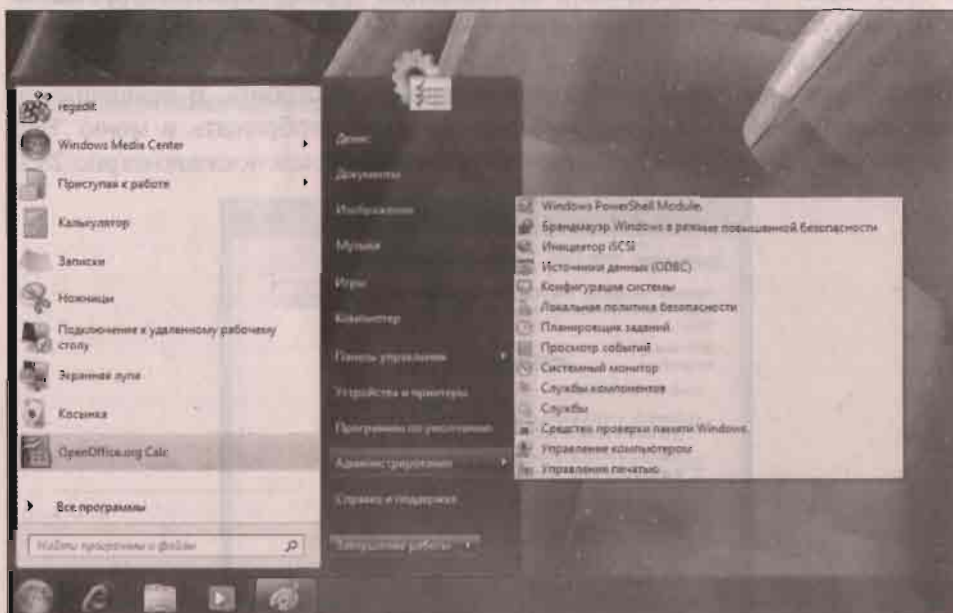 regedit
Windows Media Center
Приступая к работе
Калькулятор
Записки
Ножницы
Подключение к удаленному рабочему
столу
Экранная лупа
Косынка
OpenOffice.org Calc
Все программы
Найти программы и файлы
Денис
Документы
Изображения
Музыка
Игры
Компьютер
Панель управления
Устройства и принтеры
Программы по умолчанию
Администрирование
Справка и поддержка
Завершение работы
Windows PowerShell Modules
Брандмауэр Windows в режиме повышенной безопасности
Инициатор iSCSI
Источники данных (ODBC)
Конфигурация системы
Локальная политика безопасности
Планировщик заданий
Просмотр событий
Системный монитор
Службы компонентов
Службы
Средство проверки памяти Windows
Управление компьютером
Управление печатью